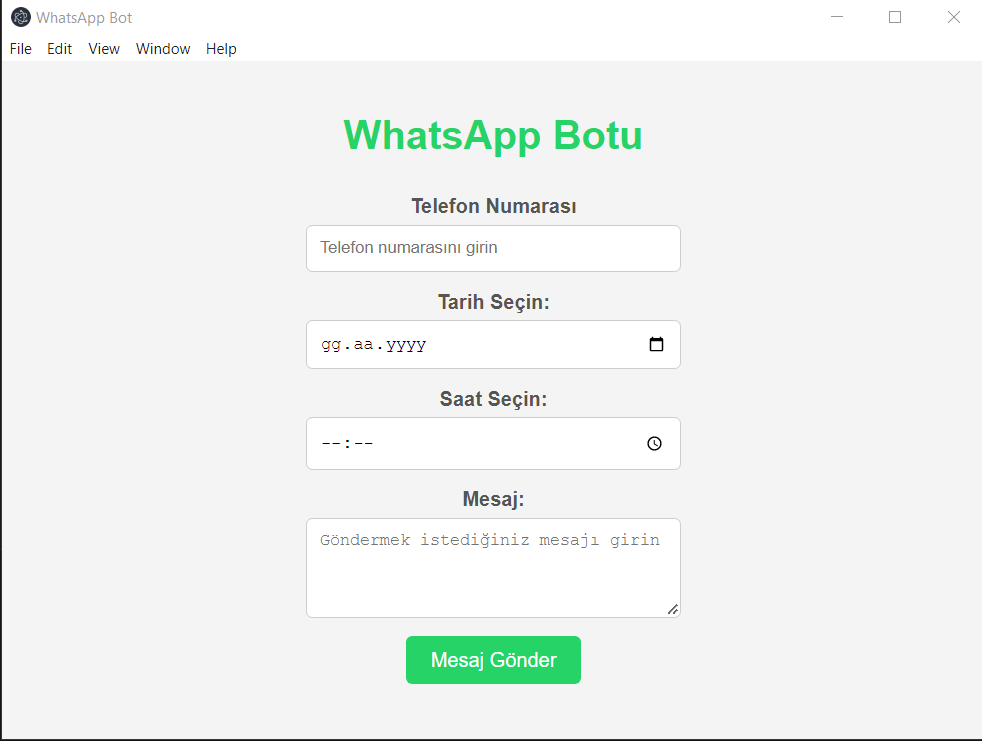 WhatsApp Bot
File Edit View Window Help
WhatsApp Botu
Telefon Numarası
Telefon numarasını girin
Tarih Seçin:
gg.aa.yyyy
Saat Seçin:
--:--
Mesaj:
Göndermek istediğiniz mesajı girin
Mesaj Gönder